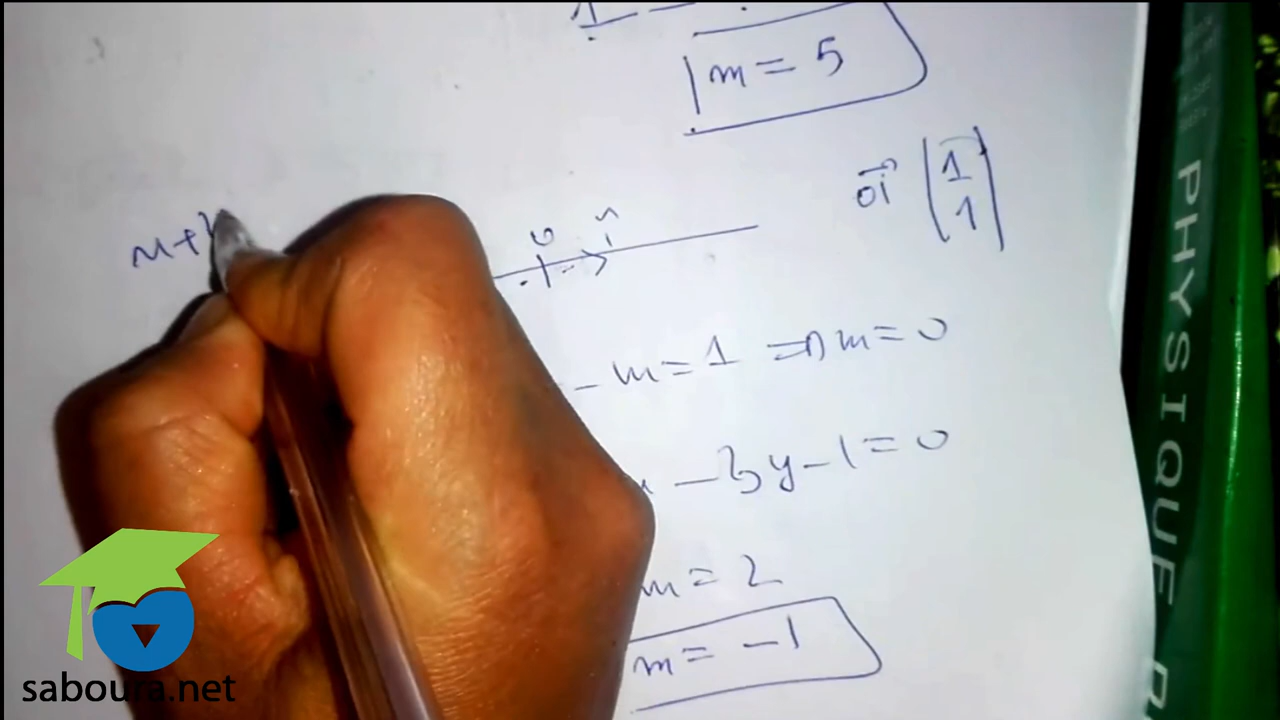 m = 5
oi (1
1)
x+y
o i
- m = 1 => m = 0
- 3y - 1 = 0
m = 2
m = -1
PHYSIQUE
saboura.net